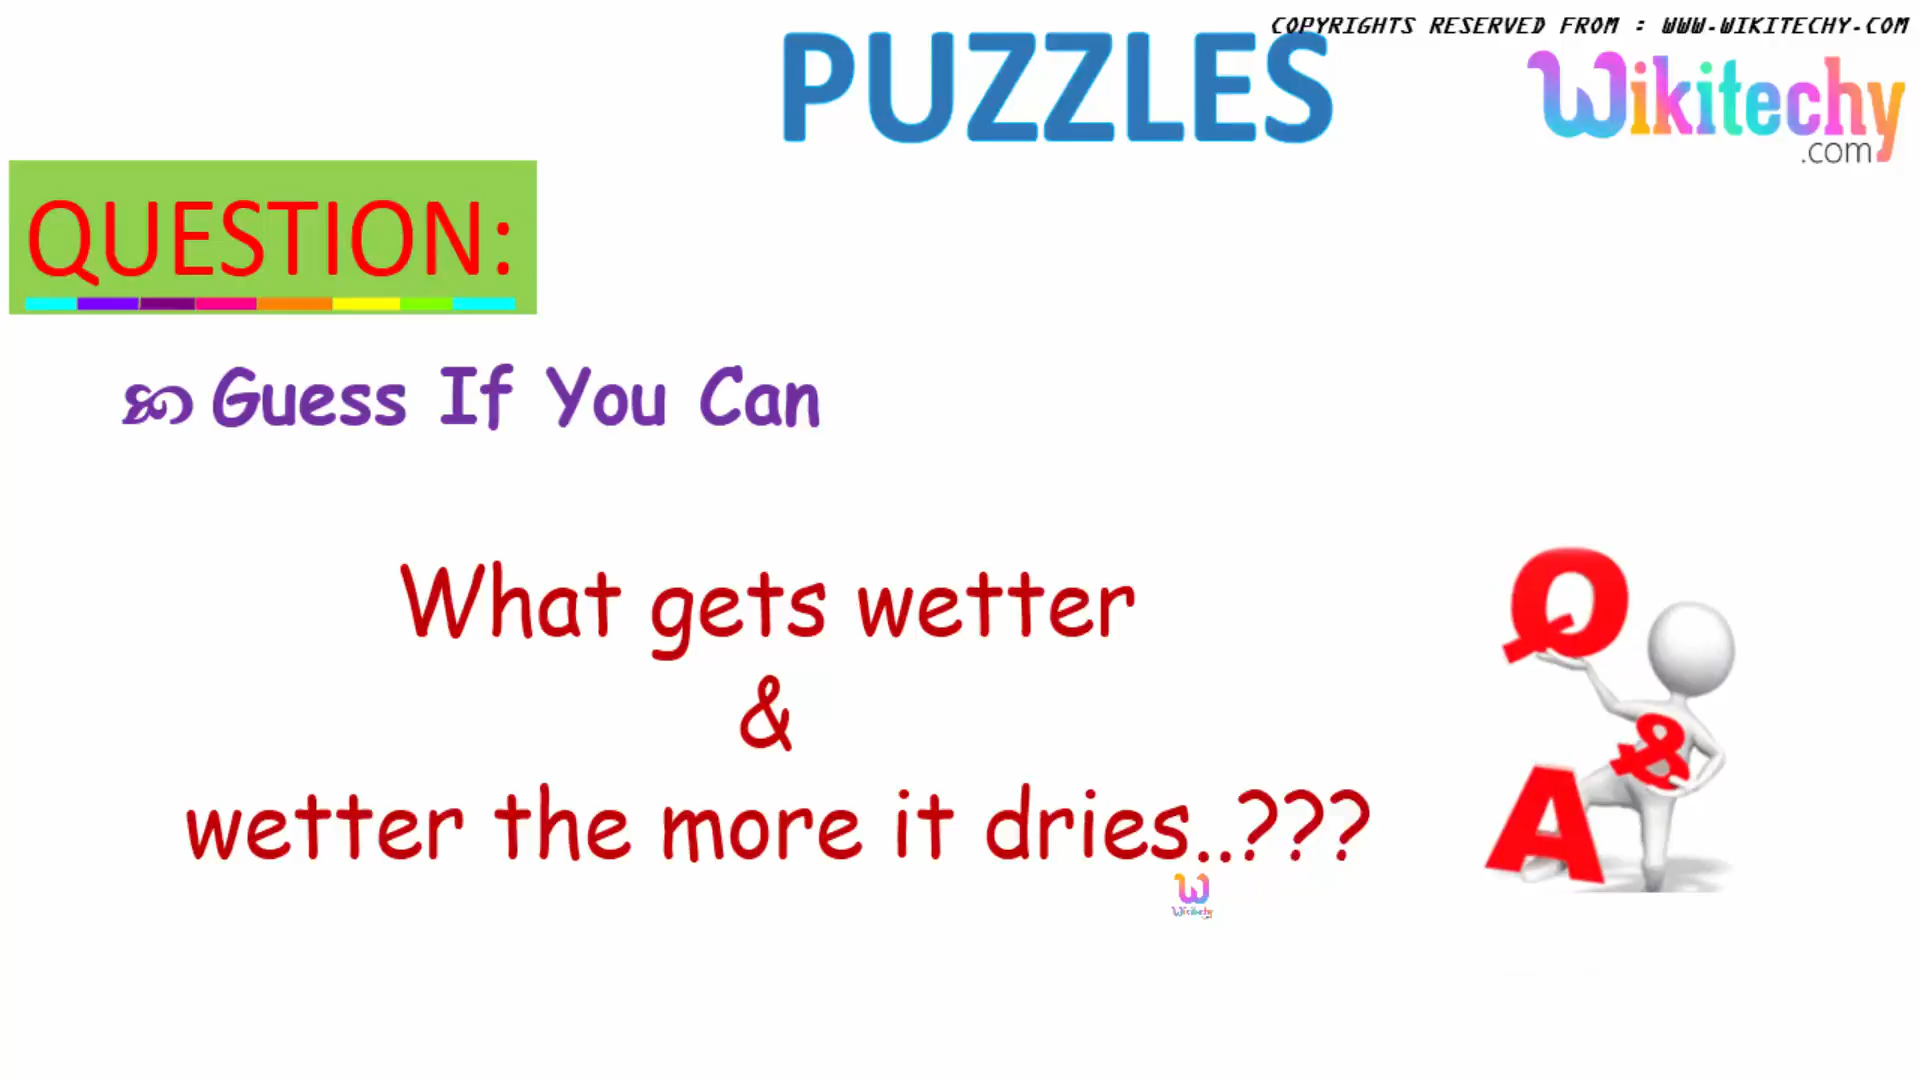 COPYRIGHTS RESERVED FROM : WWW.WIKITECHY.COM
PUZZLES
Wikitechy
.com
QUESTION:
Guess If You Can
What gets wetter
&
wetter the more it dries..???
Q
&
A
W
Wikitechy